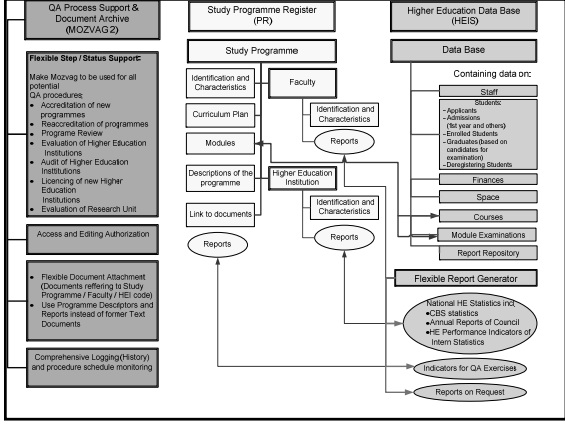 QA Process Support &
Document Archive
(MOZVAG2)
Flexible Step / Status Support:
Make Mozvag to be used for all
potential
QA procedures;
• Accreditation of new
programmes
• Reaccreditation of programmes
• Programe Review
• Evaluation of Higher Education
Institutions
• Audit of Higher Education
Institutions
• Licencing of new Higher
Education
Institutions
• Evaluation of Research Unit
Access and Editing Authorization
• Flexible Document Attachment
(Documents reffering to Study
Programme / Faculty / HEI code)
• Use Programme Descriptors and
Reports instead of former Text
Documents
Comprehensive Logging (History)
and procedure schedule monitoring
Study Programme Register
(PR)
Study Programme
Identification and
Characteristics
Curriculum Plan
Modules
Descriptions of the
programme
Link to documents
Reports
Faculty
Identification and
Characteristics
Reports
Higher Education
Institution
Identification and
Characteristics
Reports
Higher Education Data Base
(HEIS)
Data Base
Containing data on:
Staff
Students:
- Applicants
- Admissions
(1st year and others)
- Enrolled Students
- Graduates (based on
candidates for
examination)
- Deregistering Students
Finances
Space
Courses
Module Examinations
Report Repository
Flexible Report Generator
National HE Statistics incl;
• CBS statistics
• Annual Reports of Council
• HE Performance Indicators of
Intern Statistics
Indicators for QA Exercises
Reports on Request